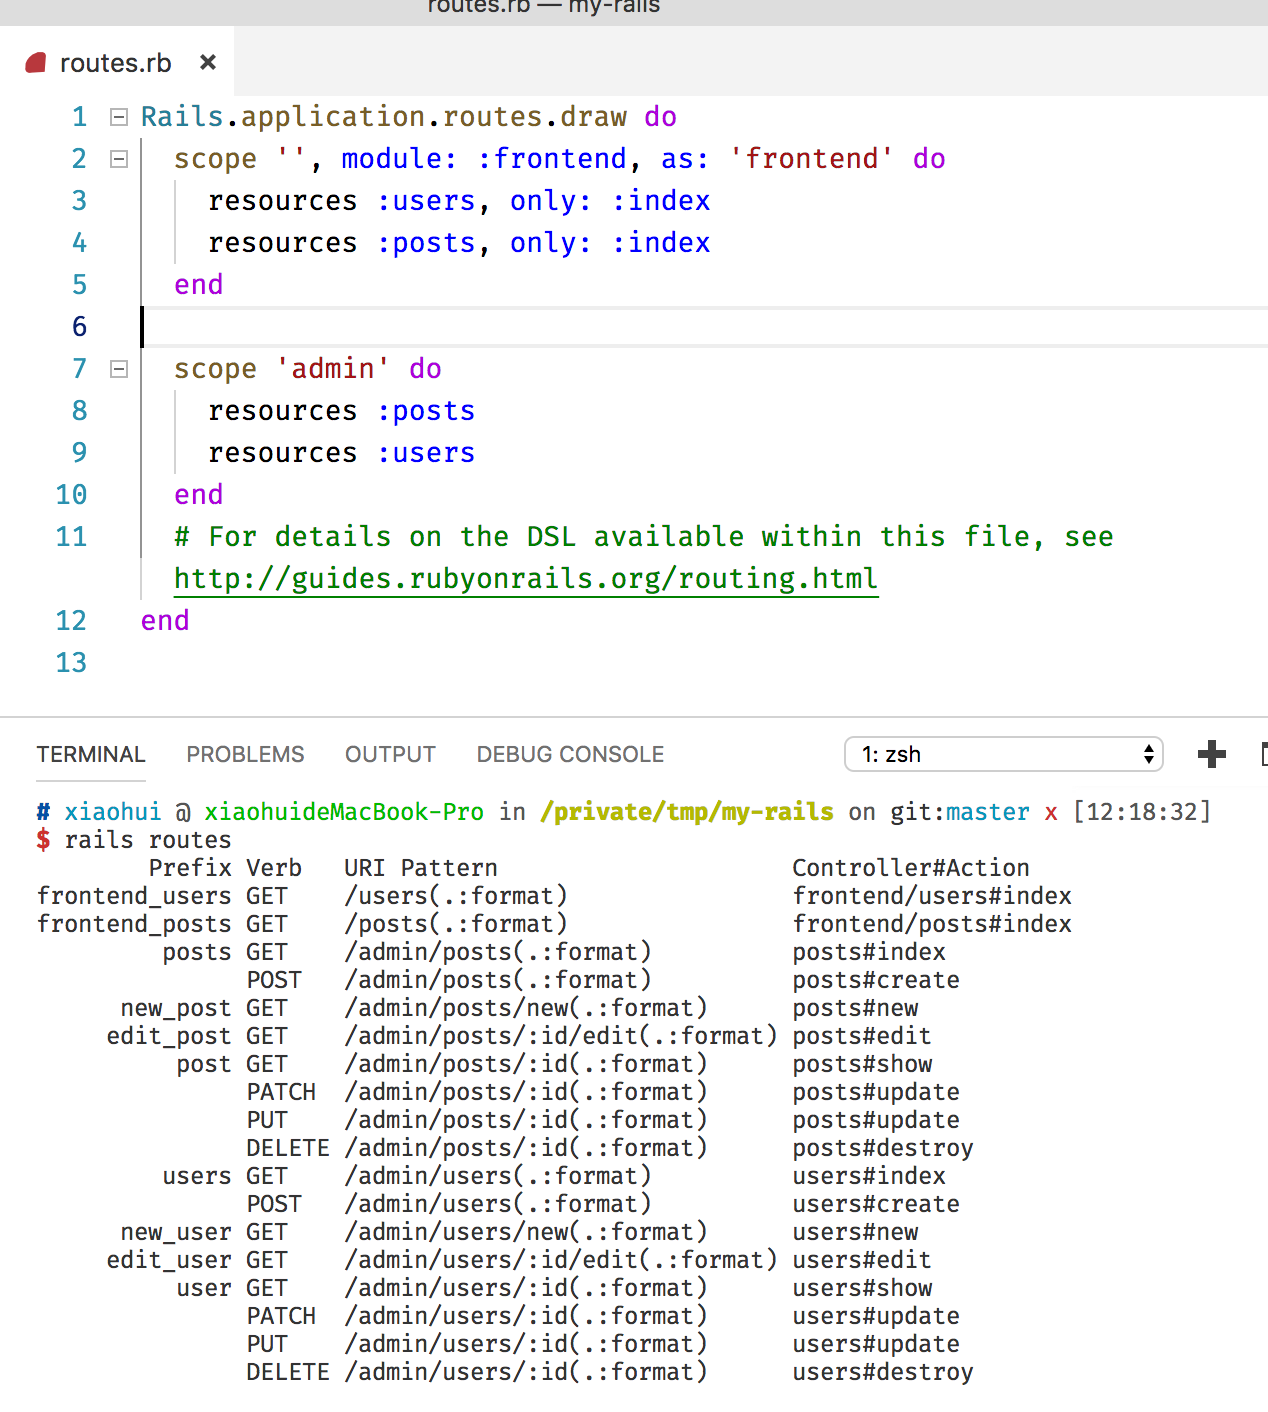 routes.rb — my-rails
routes.rb ×
1 Rails.application.routes.draw do
2 scope '', module: :frontend, as: 'frontend' do
3 resources :users, only: :index
4 resources :posts, only: :index
5 end
6
7 scope 'admin' do
8 resources :posts
9 resources :users
10 end
11 # For details on the DSL available within this file, see
http://guides.rubyonrails.org/routing.html
12 end
13
TERMINAL PROBLEMS OUTPUT DEBUG CONSOLE 1: zsh
# xiaohui @ xiaohuideMacBook-Pro in /private/tmp/my-rails on git:master x [12:18:32]
$ rails routes
Prefix Verb URI Pattern Controller#Action
frontend_users GET /users(.:format) frontend/users#index
frontend_posts GET /posts(.:format) frontend/posts#index
posts GET /admin/posts(.:format) posts#index
POST /admin/posts(.:format) posts#create
new_post GET /admin/posts/new(.:format) posts#new
edit_post GET /admin/posts/:id/edit(.:format) posts#edit
post GET /admin/posts/:id(.:format) posts#show
PATCH /admin/posts/:id(.:format) posts#update
PUT /admin/posts/:id(.:format) posts#update
DELETE /admin/posts/:id(.:format) posts#destroy
users GET /admin/users(.:format) users#index
POST /admin/users(.:format) users#create
new_user GET /admin/users/new(.:format) users#new
edit_user GET /admin/users/:id/edit(.:format) users#edit
user GET /admin/users/:id(.:format) users#show
PATCH /admin/users/:id(.:format) users#update
PUT /admin/users/:id(.:format) users#update
DELETE /admin/users/:id(.:format) users#destroy